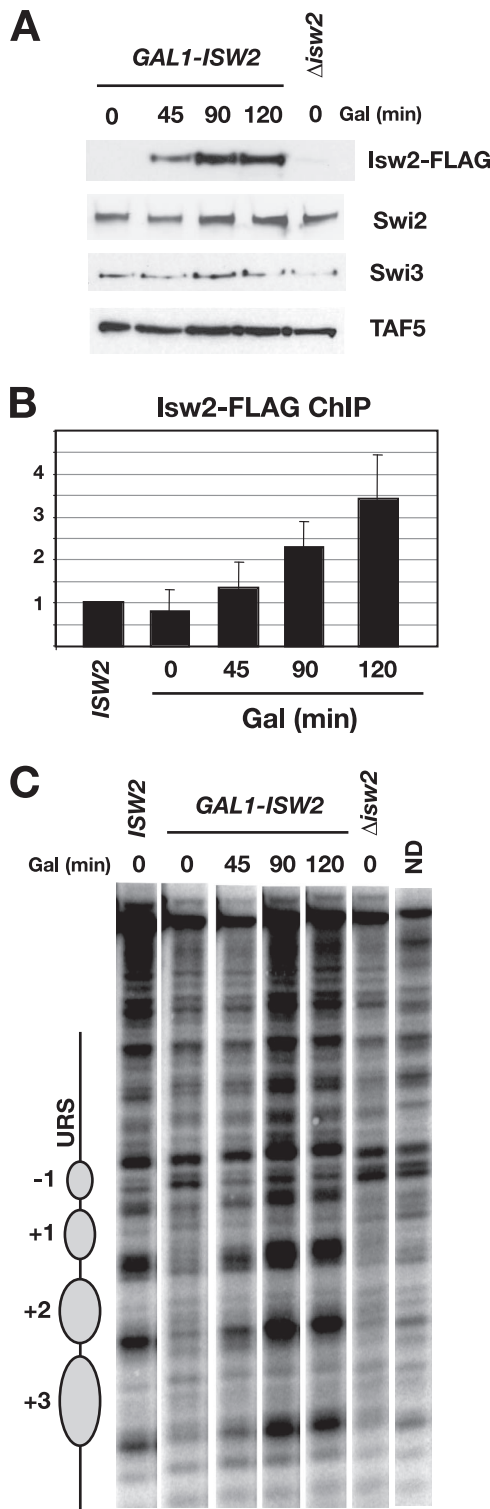 A
GAL1-ISW2
Δisw2
0 45 90 120 0 Gal (min)
Isw2-FLAG
Swi2
Swi3
TAF5
B
Isw2-FLAG ChIP
4
3
2
1
ISW2
0 45 90 120
Gal (min)
C
ISW2
GAL1-ISW2
Δisw2
ND
Gal (min) 0 0 45 90 120 0
URS
-1
+1
+2
+3